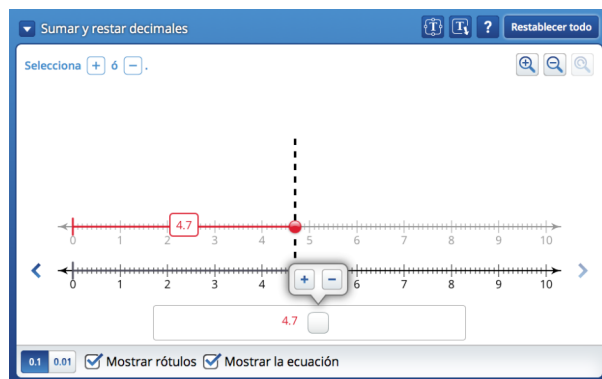 Sumar y restar decimales
T
T
?
Restablecer todo
Selecciona + ó − .
4.7
0 1 2 3 4 5 6 7 8 9 10
0 1 2 3 4 6 7 8 9 10
+ −
4.7
0.1 0.01 Mostrar rótulos Mostrar la ecuación